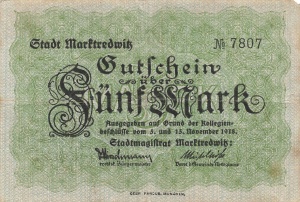 Stadt Marktredwitz
№ 7807
Gutschein
über
Fünf Mark
Ausgegeben auf Grund der Kollegien-
beschlüsse vom 5. und 15. November 1918.
Stadtmagistrat Marktredwitz: